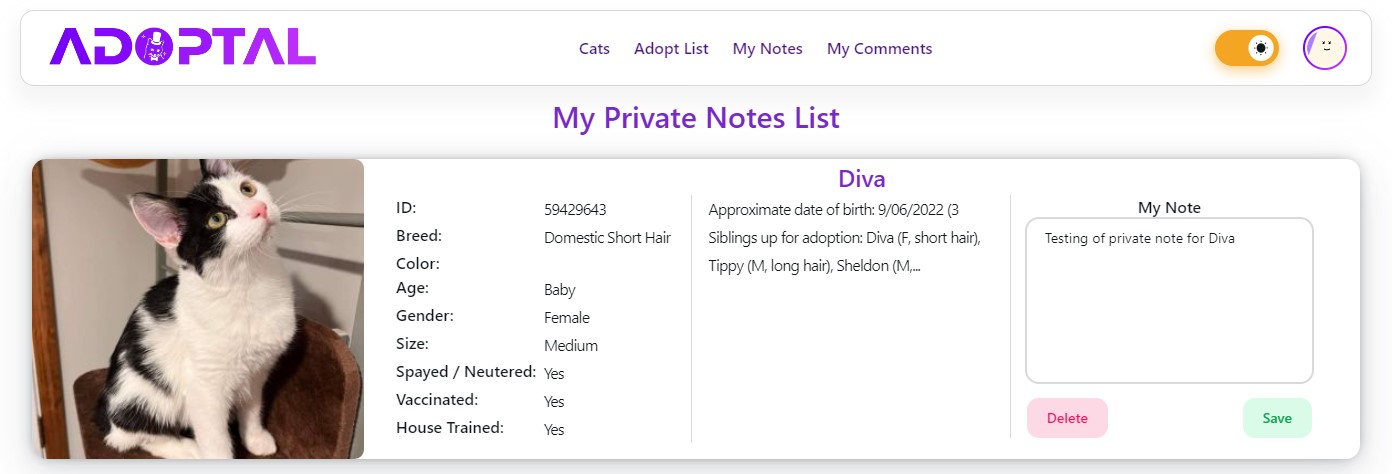 ADOPTAL
Cats Adopt List My Notes My Comments
My Private Notes List
Diva
ID: 59429643
Breed: Domestic Short Hair
Color:
Age: Baby
Gender: Female
Size: Medium
Spayed / Neutered: Yes
Vaccinated: Yes
House Trained: Yes
Approximate date of birth: 9/06/2022 (3
Siblings up for adoption: Diva (F, short hair),
Tippy (M, long hair), Sheldon (M,...
My Note
Testing of private note for Diva
Delete Save